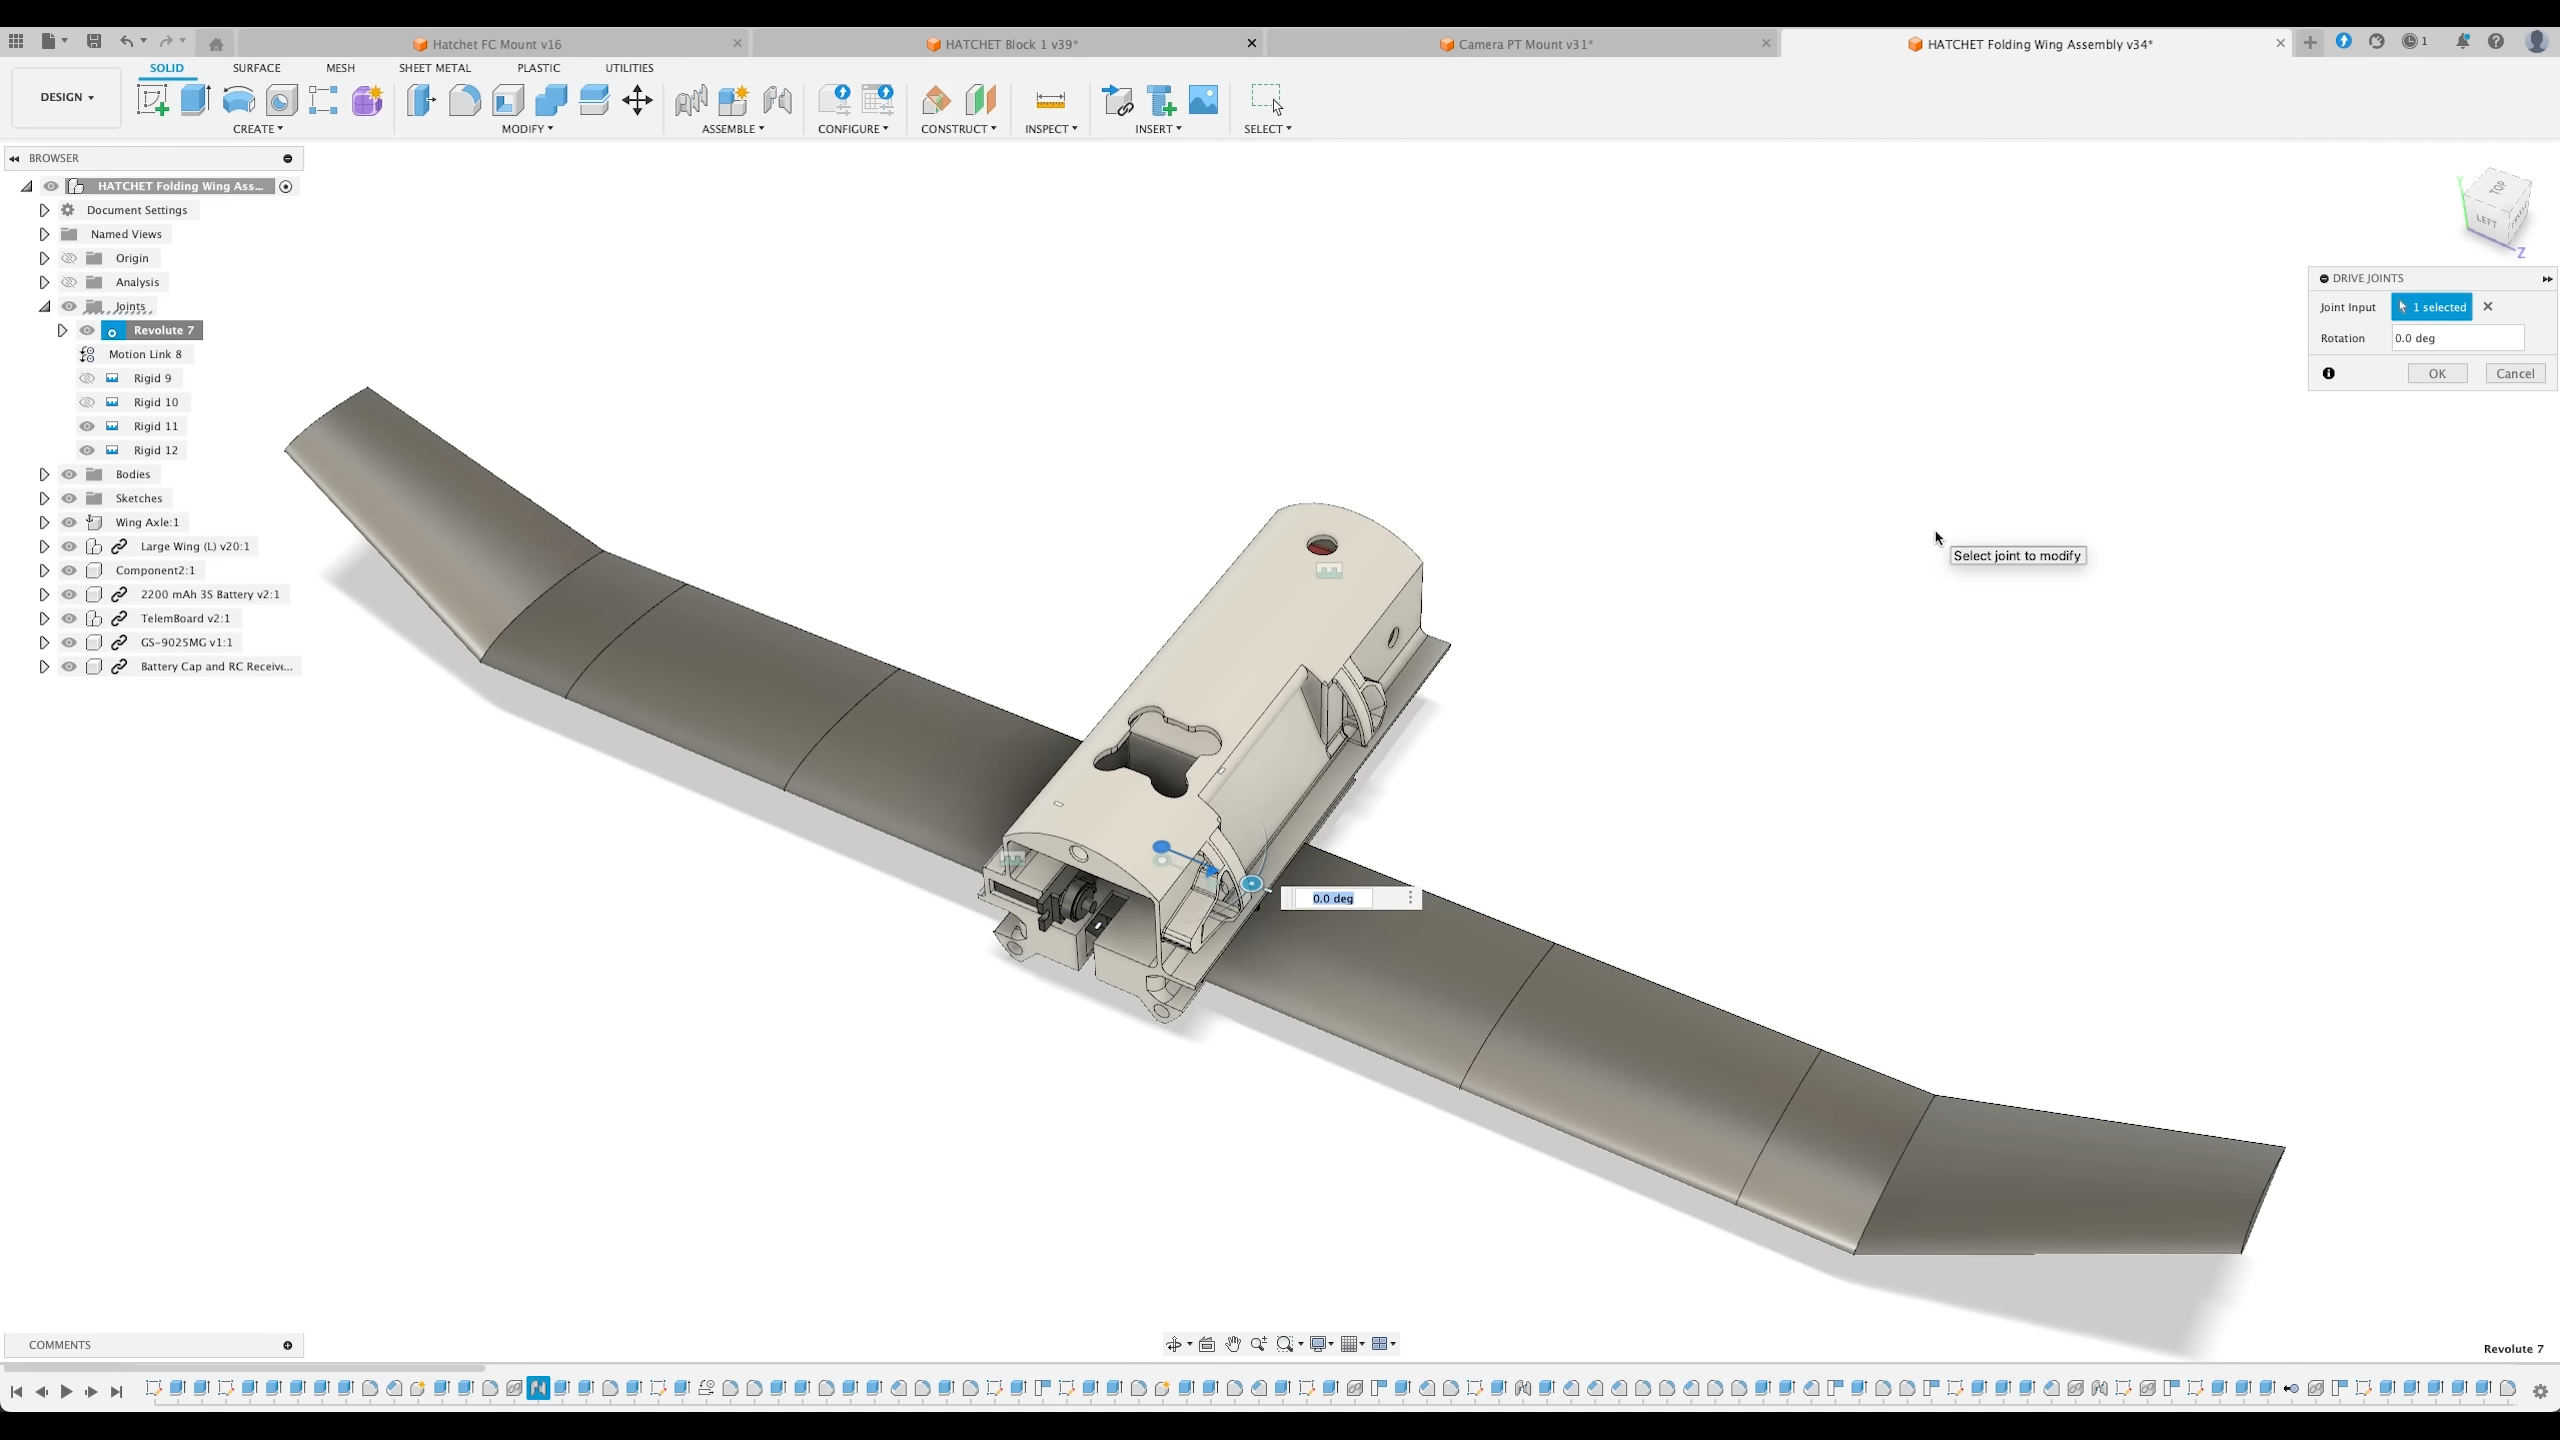 Hatchet FC Mount v16
HATCHET Block 1 v39*
Camera PT Mount v31*
HATCHET Folding Wing Assembly v34*
1
SOLID
SURFACE
MESH
SHEET METAL
PLASTIC
UTILITIES
DESIGN
CREATE
MODIFY
ASSEMBLE
CONFIGURE
CONSTRUCT
INSPECT
INSERT
SELECT
BROWSER
HATCHET Folding Wing Ass...
Document Settings
Named Views
Origin
Analysis
Joints
Revolute 7
Motion Link 8
Rigid 9
Rigid 10
Rigid 11
Rigid 12
Bodies
Sketches
Wing Axle:1
Large Wing (L) v20:1
Component2:1
2200 mAh 3S Battery v2:1
TelemBoard v2:1
GS-9025MG v1:1
Battery Cap and RC Receive...
TOP
LEFT
Y
Z
DRIVE JOINTS
Joint Input
1 selected
Rotation
0.0 deg
OK
Cancel
Select joint to modify
0.0 deg
COMMENTS
Revolute 7